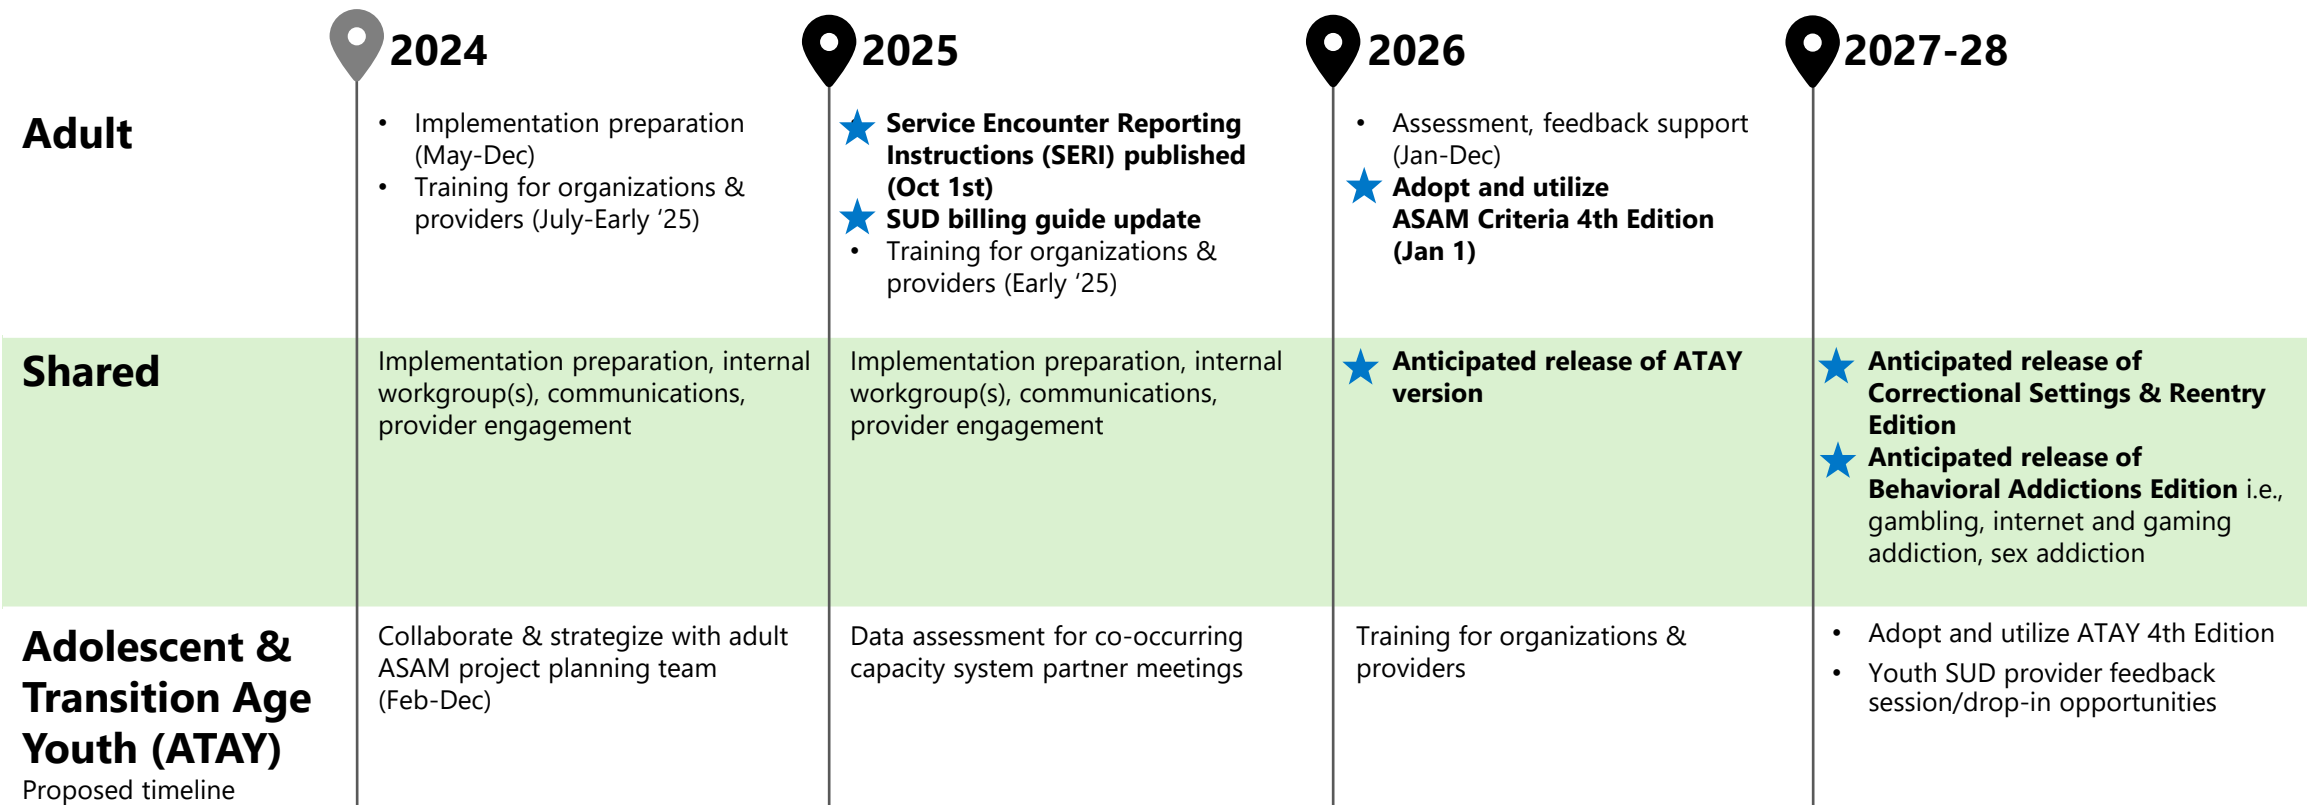 2024
2025
2026
2027-28
Adult
• Implementation preparation
(May-Dec)
• Training for organizations &
providers (July-Early ‘25)
Service Encounter Reporting
Instructions (SERI) published
(Oct 1st)
SUD billing guide update
• Training for organizations &
providers (Early ‘25)
• Assessment, feedback support
(Jan-Dec)
Adopt and utilize
ASAM Criteria 4th Edition
(Jan 1)
Shared
Implementation preparation, internal
workgroup(s), communications,
provider engagement
Implementation preparation, internal
workgroup(s), communications,
provider engagement
Anticipated release of ATAY
version
Anticipated release of
Correctional Settings & Reentry
Edition
Anticipated release of
Behavioral Addictions Edition i.e.,
gambling, internet and gaming
addiction, sex addiction
Adolescent &
Transition Age
Youth (ATAY)
Proposed timeline
Collaborate & strategize with adult
ASAM project planning team
(Feb-Dec)
Data assessment for co-occurring
capacity system partner meetings
Training for organizations &
providers
• Adopt and utilize ATAY 4th Edition
• Youth SUD provider feedback
session/drop-in opportunities